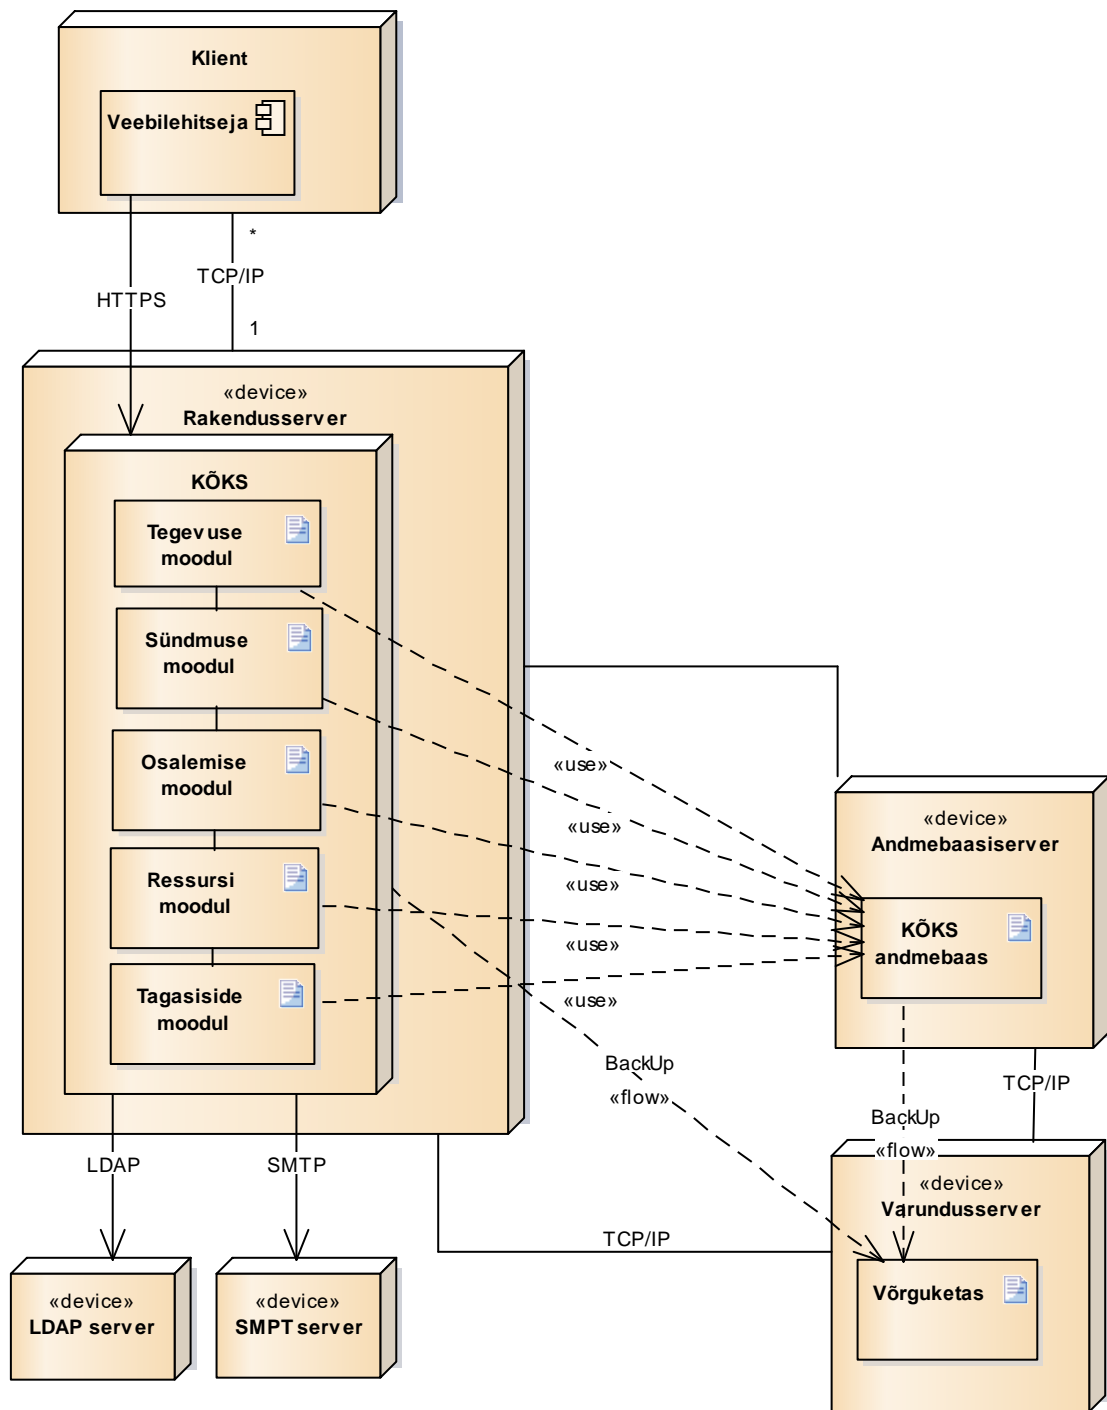 Klient
Veebilehitseja
*
TCP/IP
HTTPS
1
«device»
Rakendusserver
KÕKS
Tegevuse
moodul
Sündmuse
moodul
Osalemise
moodul
Ressursi
moodul
Tagasiside
moodul
«use»
«use»
«use»
«use»
«use»
«device»
Andmebaasiserver
KÕKS
andmebaas
BackUp
«flow»
TCP/IP
BackUp
«flow»
LDAP
SMTP
TCP/IP
«device»
Varundusserver
Võrguketas
«device»
LDAP server
«device»
SMPT server